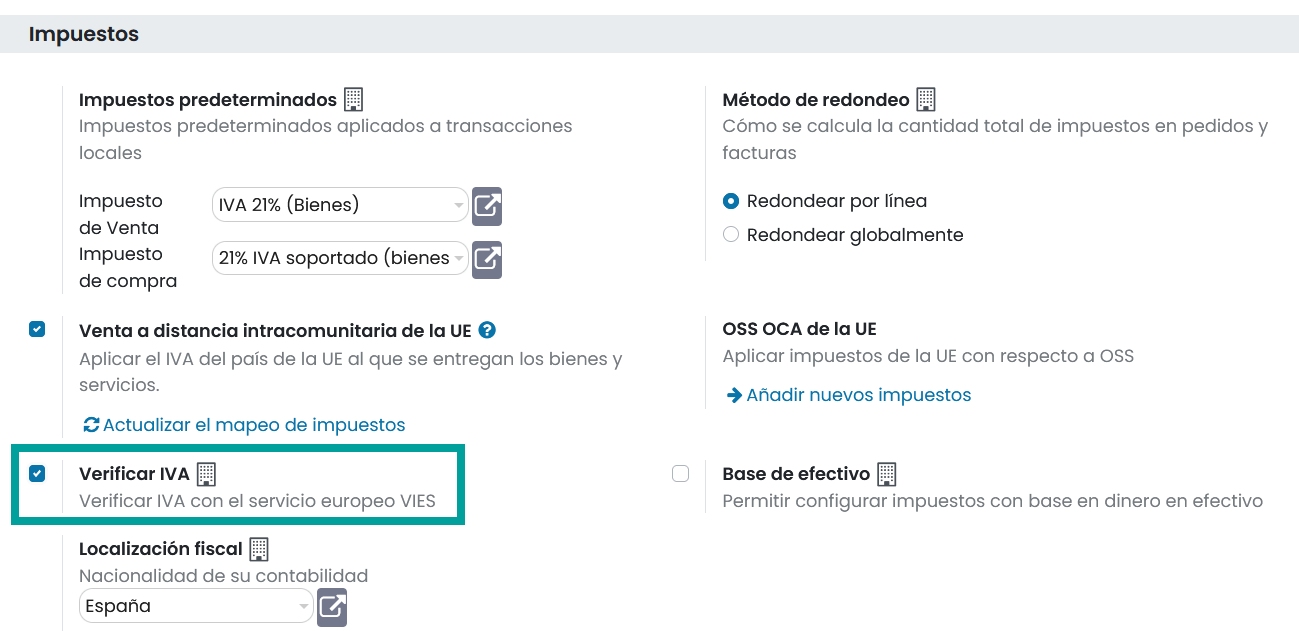 Impuestos
Impuestos predeterminados
Impuestos predeterminados aplicados a transacciones
locales
Impuesto
de Venta
IVA 21% (Bienes)
Impuesto
de compra
21% IVA soportado (bienes
Método de redondeo
Cómo se calcula la cantidad total de impuestos en pedidos y
facturas
Redondear por línea
Redondear globalmente
Venta a distancia intracomunitaria de la UE ?
Aplicar el IVA del país de la UE al que se entregan los bienes y
servicios.
Actualizar el mapeo de impuestos
OSS OCA de la UE
Aplicar impuestos de la UE con respecto a OSS
Añadir nuevos impuestos
Verificar IVA
Verificar IVA con el servicio europeo VIES
Base de efectivo
Permitir configurar impuestos con base en dinero en efectivo
Localización fiscal
Nacionalidad de su contabilidad
España